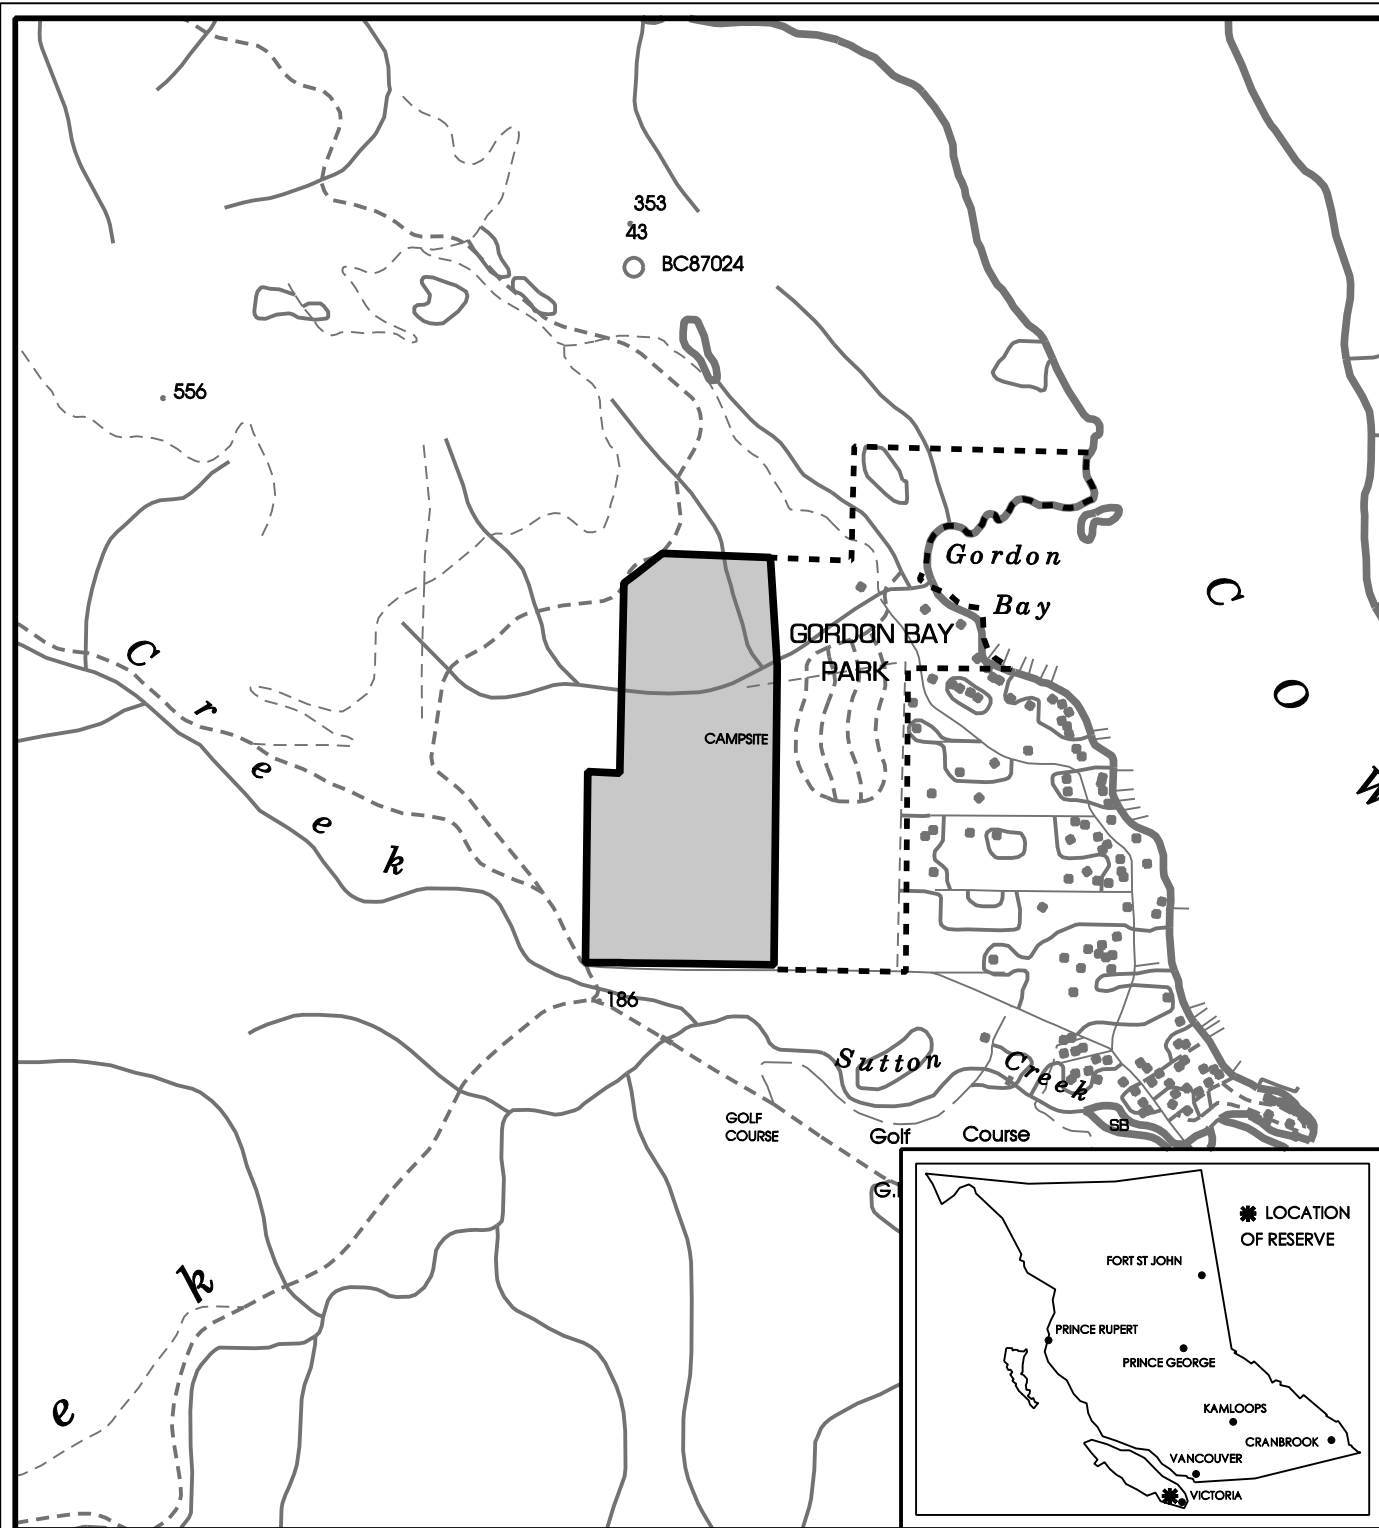 353
43
BC87024
556
Gordon
Bay
GORDON BAY
PARK
CAMPSITE
C
O
W
Creek
186
Sutton Creek
GOLF
COURSE
Golf Course
SB
k
e
LOCATION
OF RESERVE
FORT ST JOHN
PRINCE RUPERT
PRINCE GEORGE
KAMLOOPS
CRANBROOK
VANCOUVER
VICTORIA